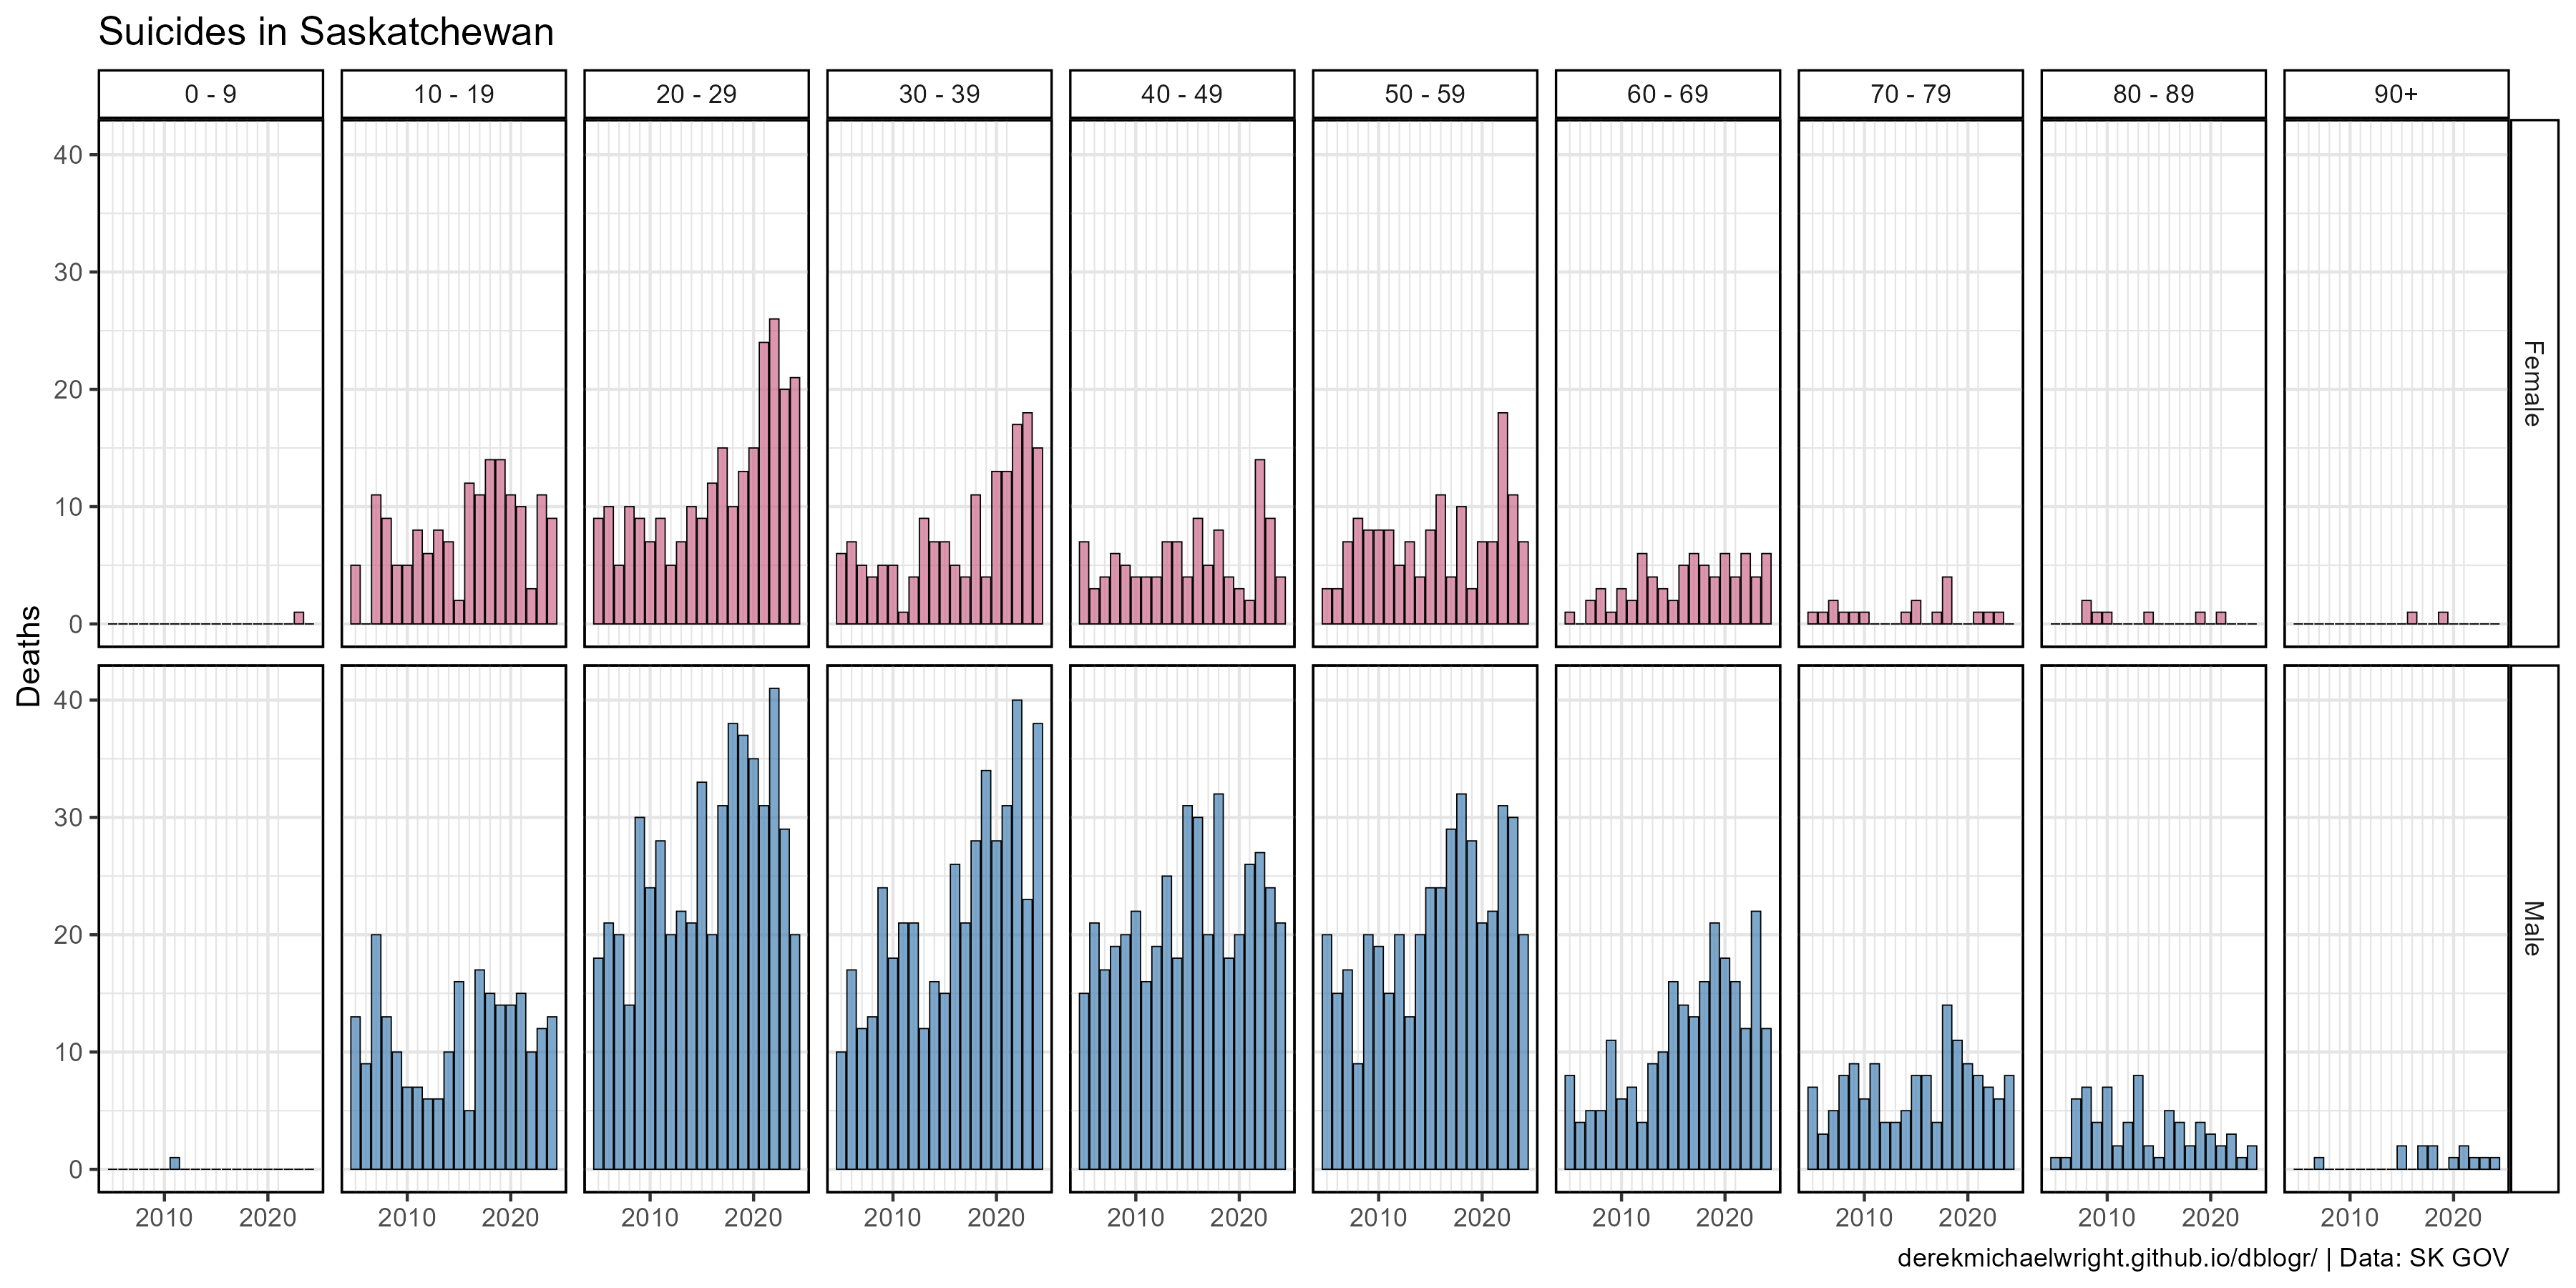 Suicides in Saskatchewan
0 - 9 10 - 19 20 - 29 30 - 39 40 - 49 50 - 59 60 - 69 70 - 79 80 - 89 90+
40
30
20
10
0
Female
Deaths
40
30
20
10
0
Male
2010 2020 2010 2020 2010 2020 2010 2020 2010 2020 2010 2020 2010 2020 2010 2020 2010 2020 2010 2020
derekmichaelwright.github.io/dblogr/ | Data: SK GOV